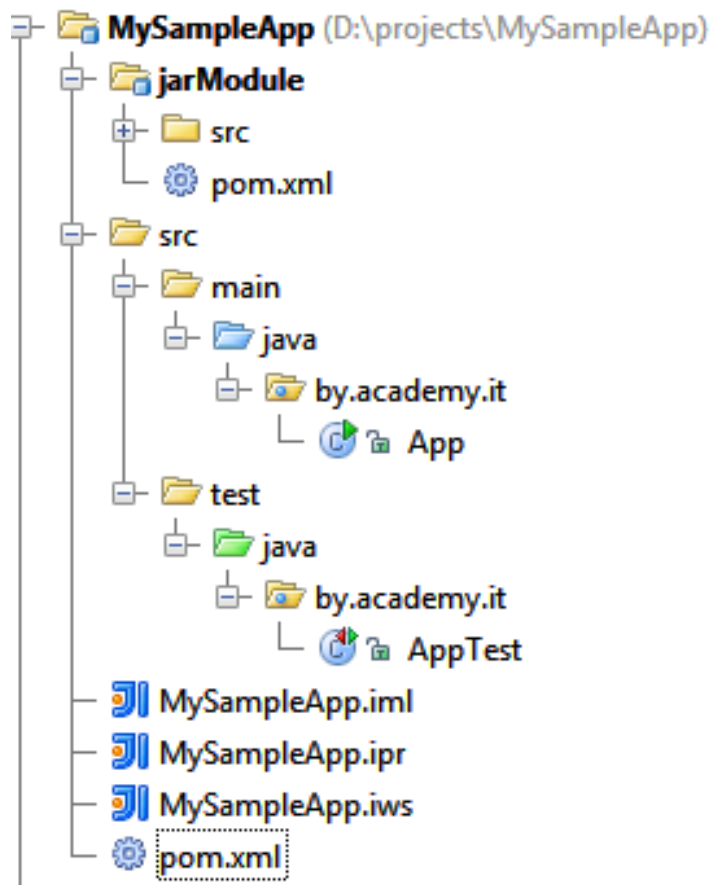 MySampleApp (D:\projects\MySampleApp)
jarModule
src
pom.xml
src
main
java
by.academy.it
App
test
java
by.academy.it
AppTest
MySampleApp.iml
MySampleApp.ipr
MySampleApp.iws
pom.xml